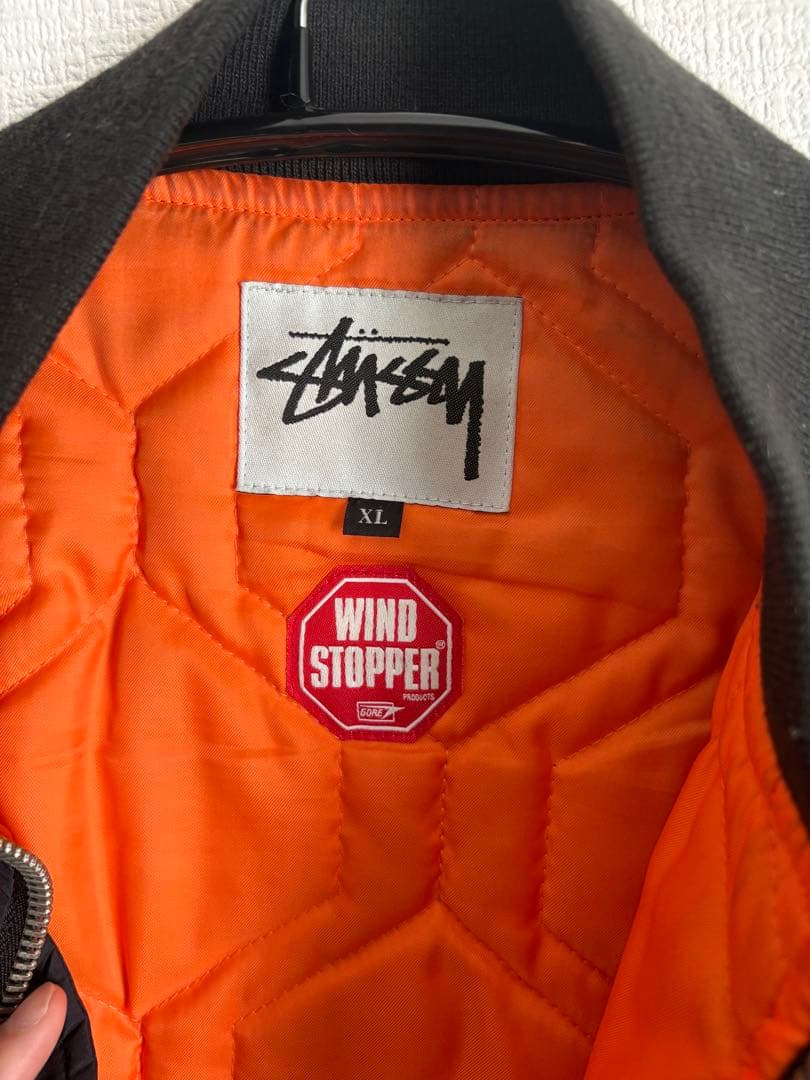 STÜSSY
XL
WIND
STOPPER®
PRODUCTS
GORE